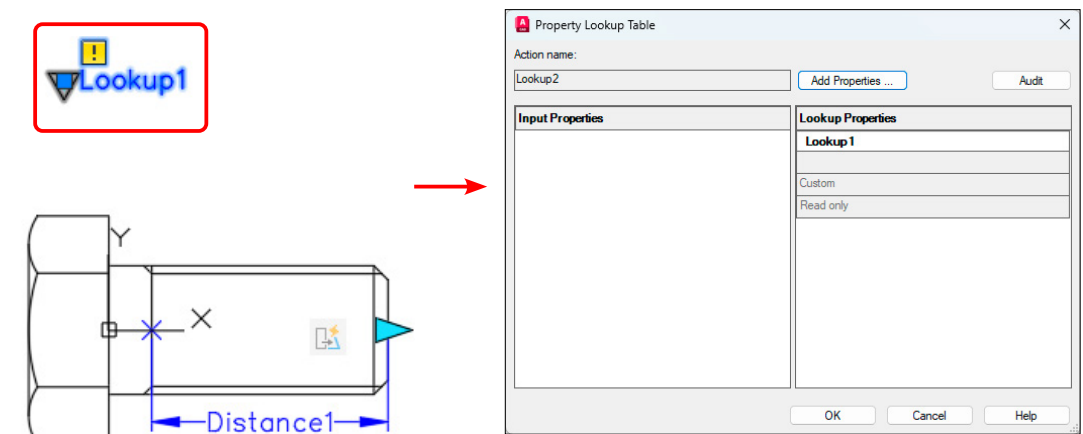 !
Lookup1
Y
X
Distance1
Property Lookup Table
Action name:
Lookup2
Add Properties ...
Audit
Input Properties
Lookup Properties
Lookup1
Custom
Read only
OK
Cancel
Help